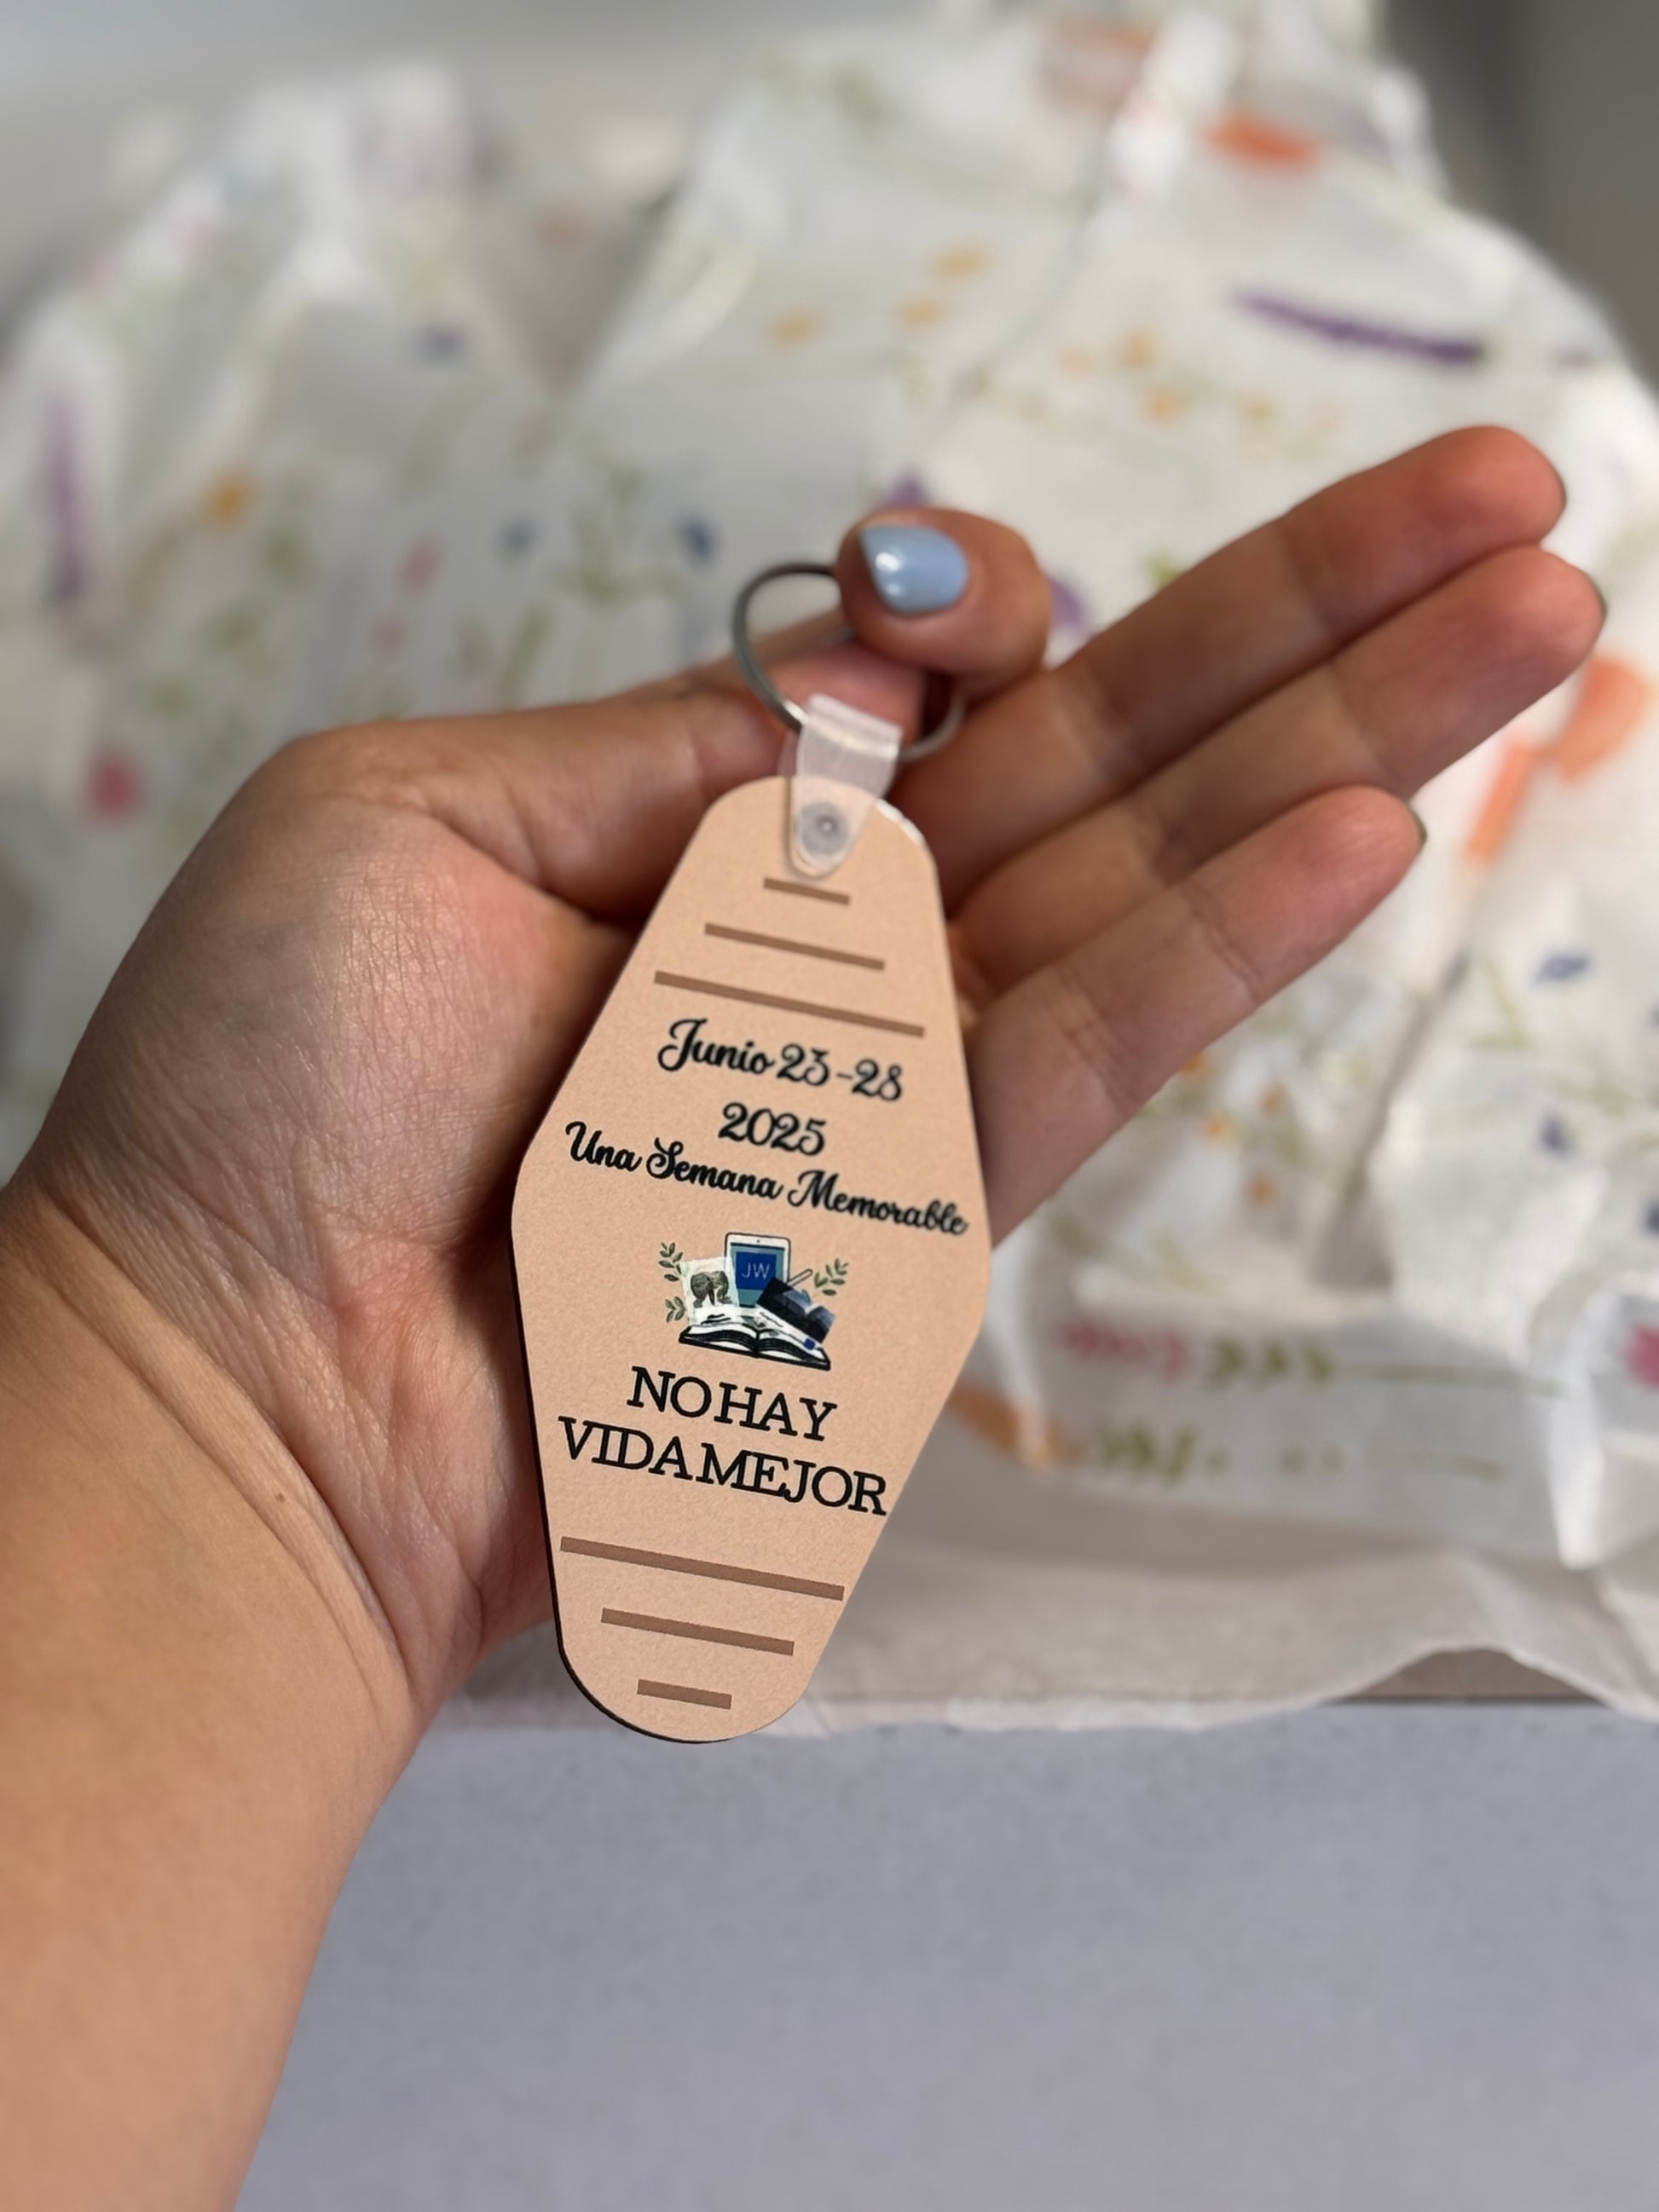 Junio 23-28
2025
Una Semana Memorable
JW
NO HAY
VIDA MEJOR